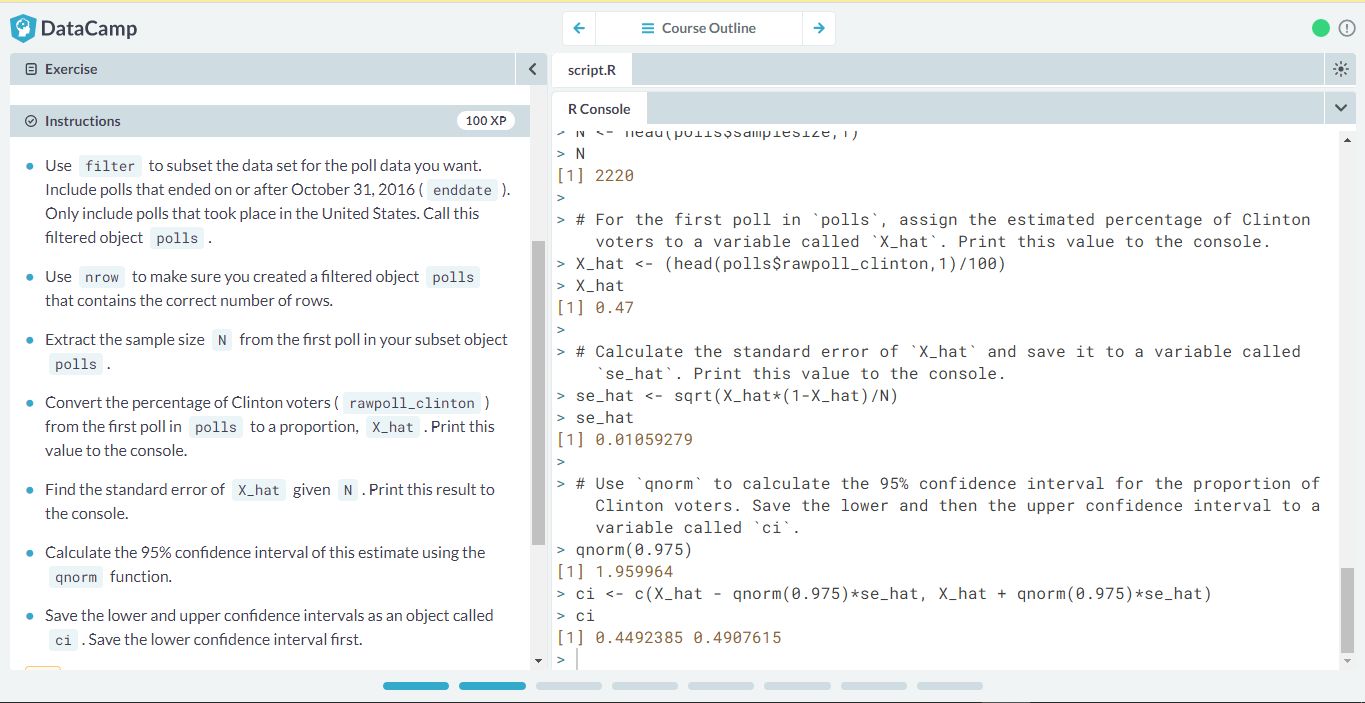 DataCamp
Course Outline
Exercise
Instructions
100 XP
Use filter to subset the data set for the poll data you want.
Include polls that ended on or after October 31, 2016 ( enddate ).
Only include polls that took place in the United States. Call this
filtered object polls .
Use nrow to make sure you created a filtered object polls
that contains the correct number of rows.
Extract the sample size N from the first poll in your subset object
polls .
Convert the percentage of Clinton voters ( rawpoll_clinton )
from the first poll in polls to a proportion, X_hat . Print this
value to the console.
Find the standard error of X_hat given N . Print this result to
the console.
Calculate the 95% confidence interval of this estimate using the
qnorm function.
Save the lower and upper confidence intervals as an object called
ci . Save the lower confidence interval first.
script.R
R Console
> N <- head(polls$samplesize,1)
> N
[1] 2220
>
> # For the first poll in `polls`, assign the estimated percentage of Clinton
voters to a variable called `X_hat`. Print this value to the console.
> X_hat <- (head(polls$rawpoll_clinton,1)/100)
> X_hat
[1] 0.47
>
> # Calculate the standard error of `X_hat` and save it to a variable called
`se_hat`. Print this value to the console.
> se_hat <- sqrt(X_hat*(1-X_hat)/N)
> se_hat
[1] 0.01059279
>
> # Use `qnorm` to calculate the 95% confidence interval for the proportion of
Clinton voters. Save the lower and then the upper confidence interval to a
variable called `ci`.
> qnorm(0.975)
[1] 1.959964
> ci <- c(X_hat - qnorm(0.975)*se_hat, X_hat + qnorm(0.975)*se_hat)
> ci
[1] 0.4492385 0.4907615
>